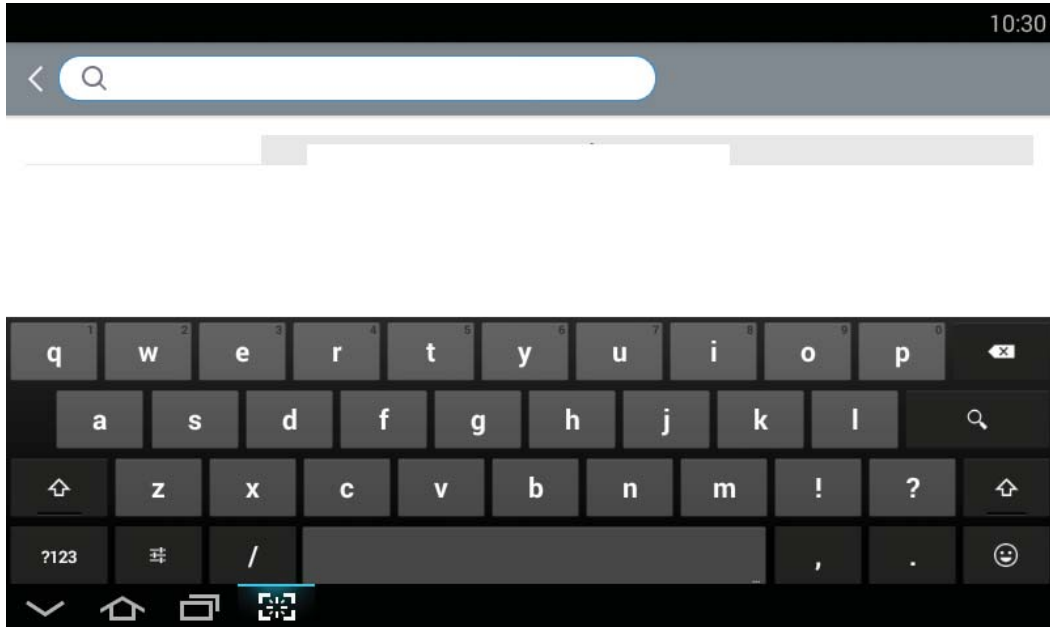 10:30
1 2 3 4 5 6 7 8 9 0
q w e r t y u i o p
a s d f g h j k l
z x c v b n m ! ?
?123 / , .